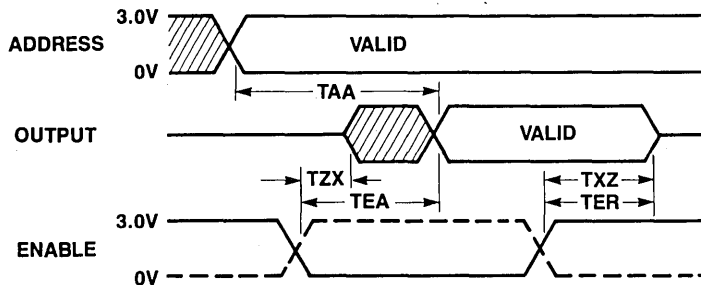 3.0V
ADDRESS
VALID
0V
TAA
OUTPUT
VALID
TZX
TXZ
TEA
TER
3.0V
ENABLE
0V